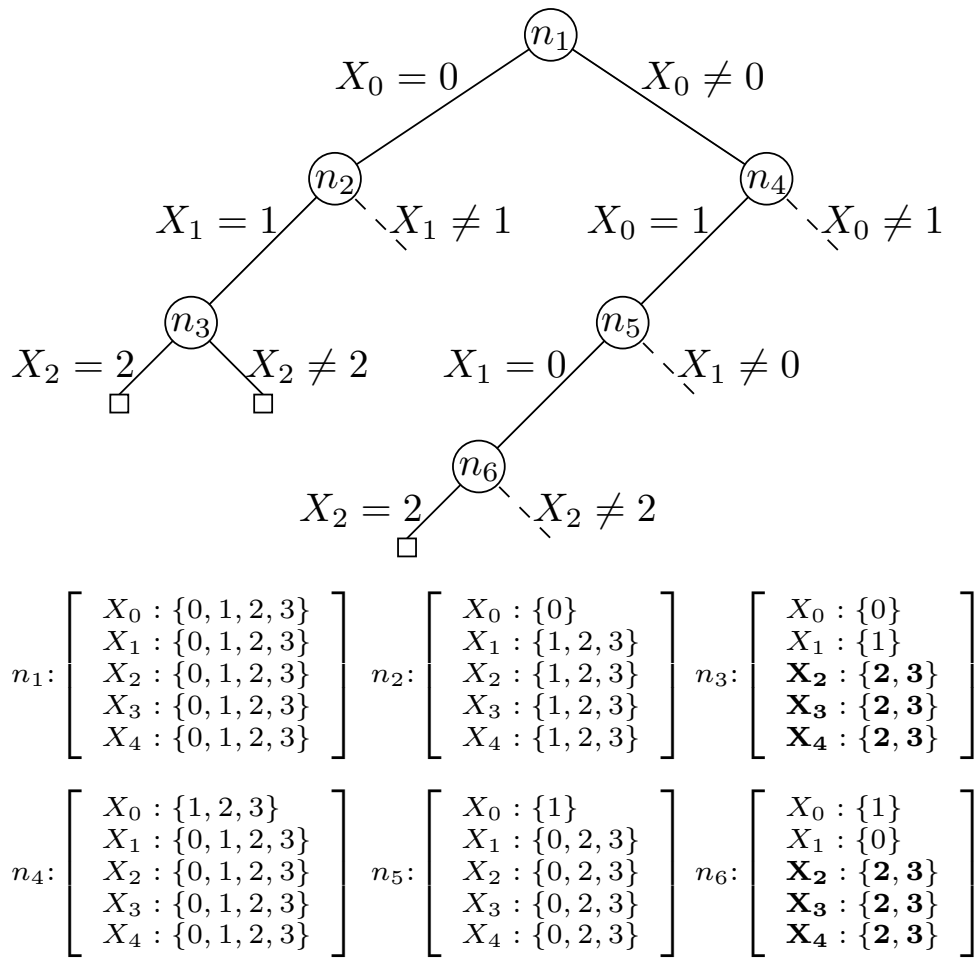 n₁
X₀ = 0 X₀ ≠ 0
n₂ n₄
X₁ = 1 X₁ ≠ 1 X₀ = 1 X₀ ≠ 1
n₃ n₅
X₂ = 2 X₂ ≠ 2 X₁ = 0 X₁ ≠ 0
n₆
X₂ = 2 X₂ ≠ 2
X₀ : {0, 1, 2, 3} X₀ : {0} X₀ : {0}
X₁ : {0, 1, 2, 3} X₁ : {1, 2, 3} X₁ : {1}
n₁: X₂ : {0, 1, 2, 3} n₂: X₂ : {1, 2, 3} n₃: X₂ : {2, 3}
X₃ : {0, 1, 2, 3} X₃ : {1, 2, 3} X₃ : {2, 3}
X₄ : {0, 1, 2, 3} X₄ : {1, 2, 3} X₄ : {2, 3}
X₀ : {1, 2, 3} X₀ : {1} X₀ : {1}
X₁ : {0, 1, 2, 3} X₁ : {0, 2, 3} X₁ : {0}
n₄: X₂ : {0, 1, 2, 3} n₅: X₂ : {0, 2, 3} n₆: X₂ : {2, 3}
X₃ : {0, 1, 2, 3} X₃ : {0, 2, 3} X₃ : {2, 3}
X₄ : {0, 1, 2, 3} X₄ : {0, 2, 3} X₄ : {2, 3}